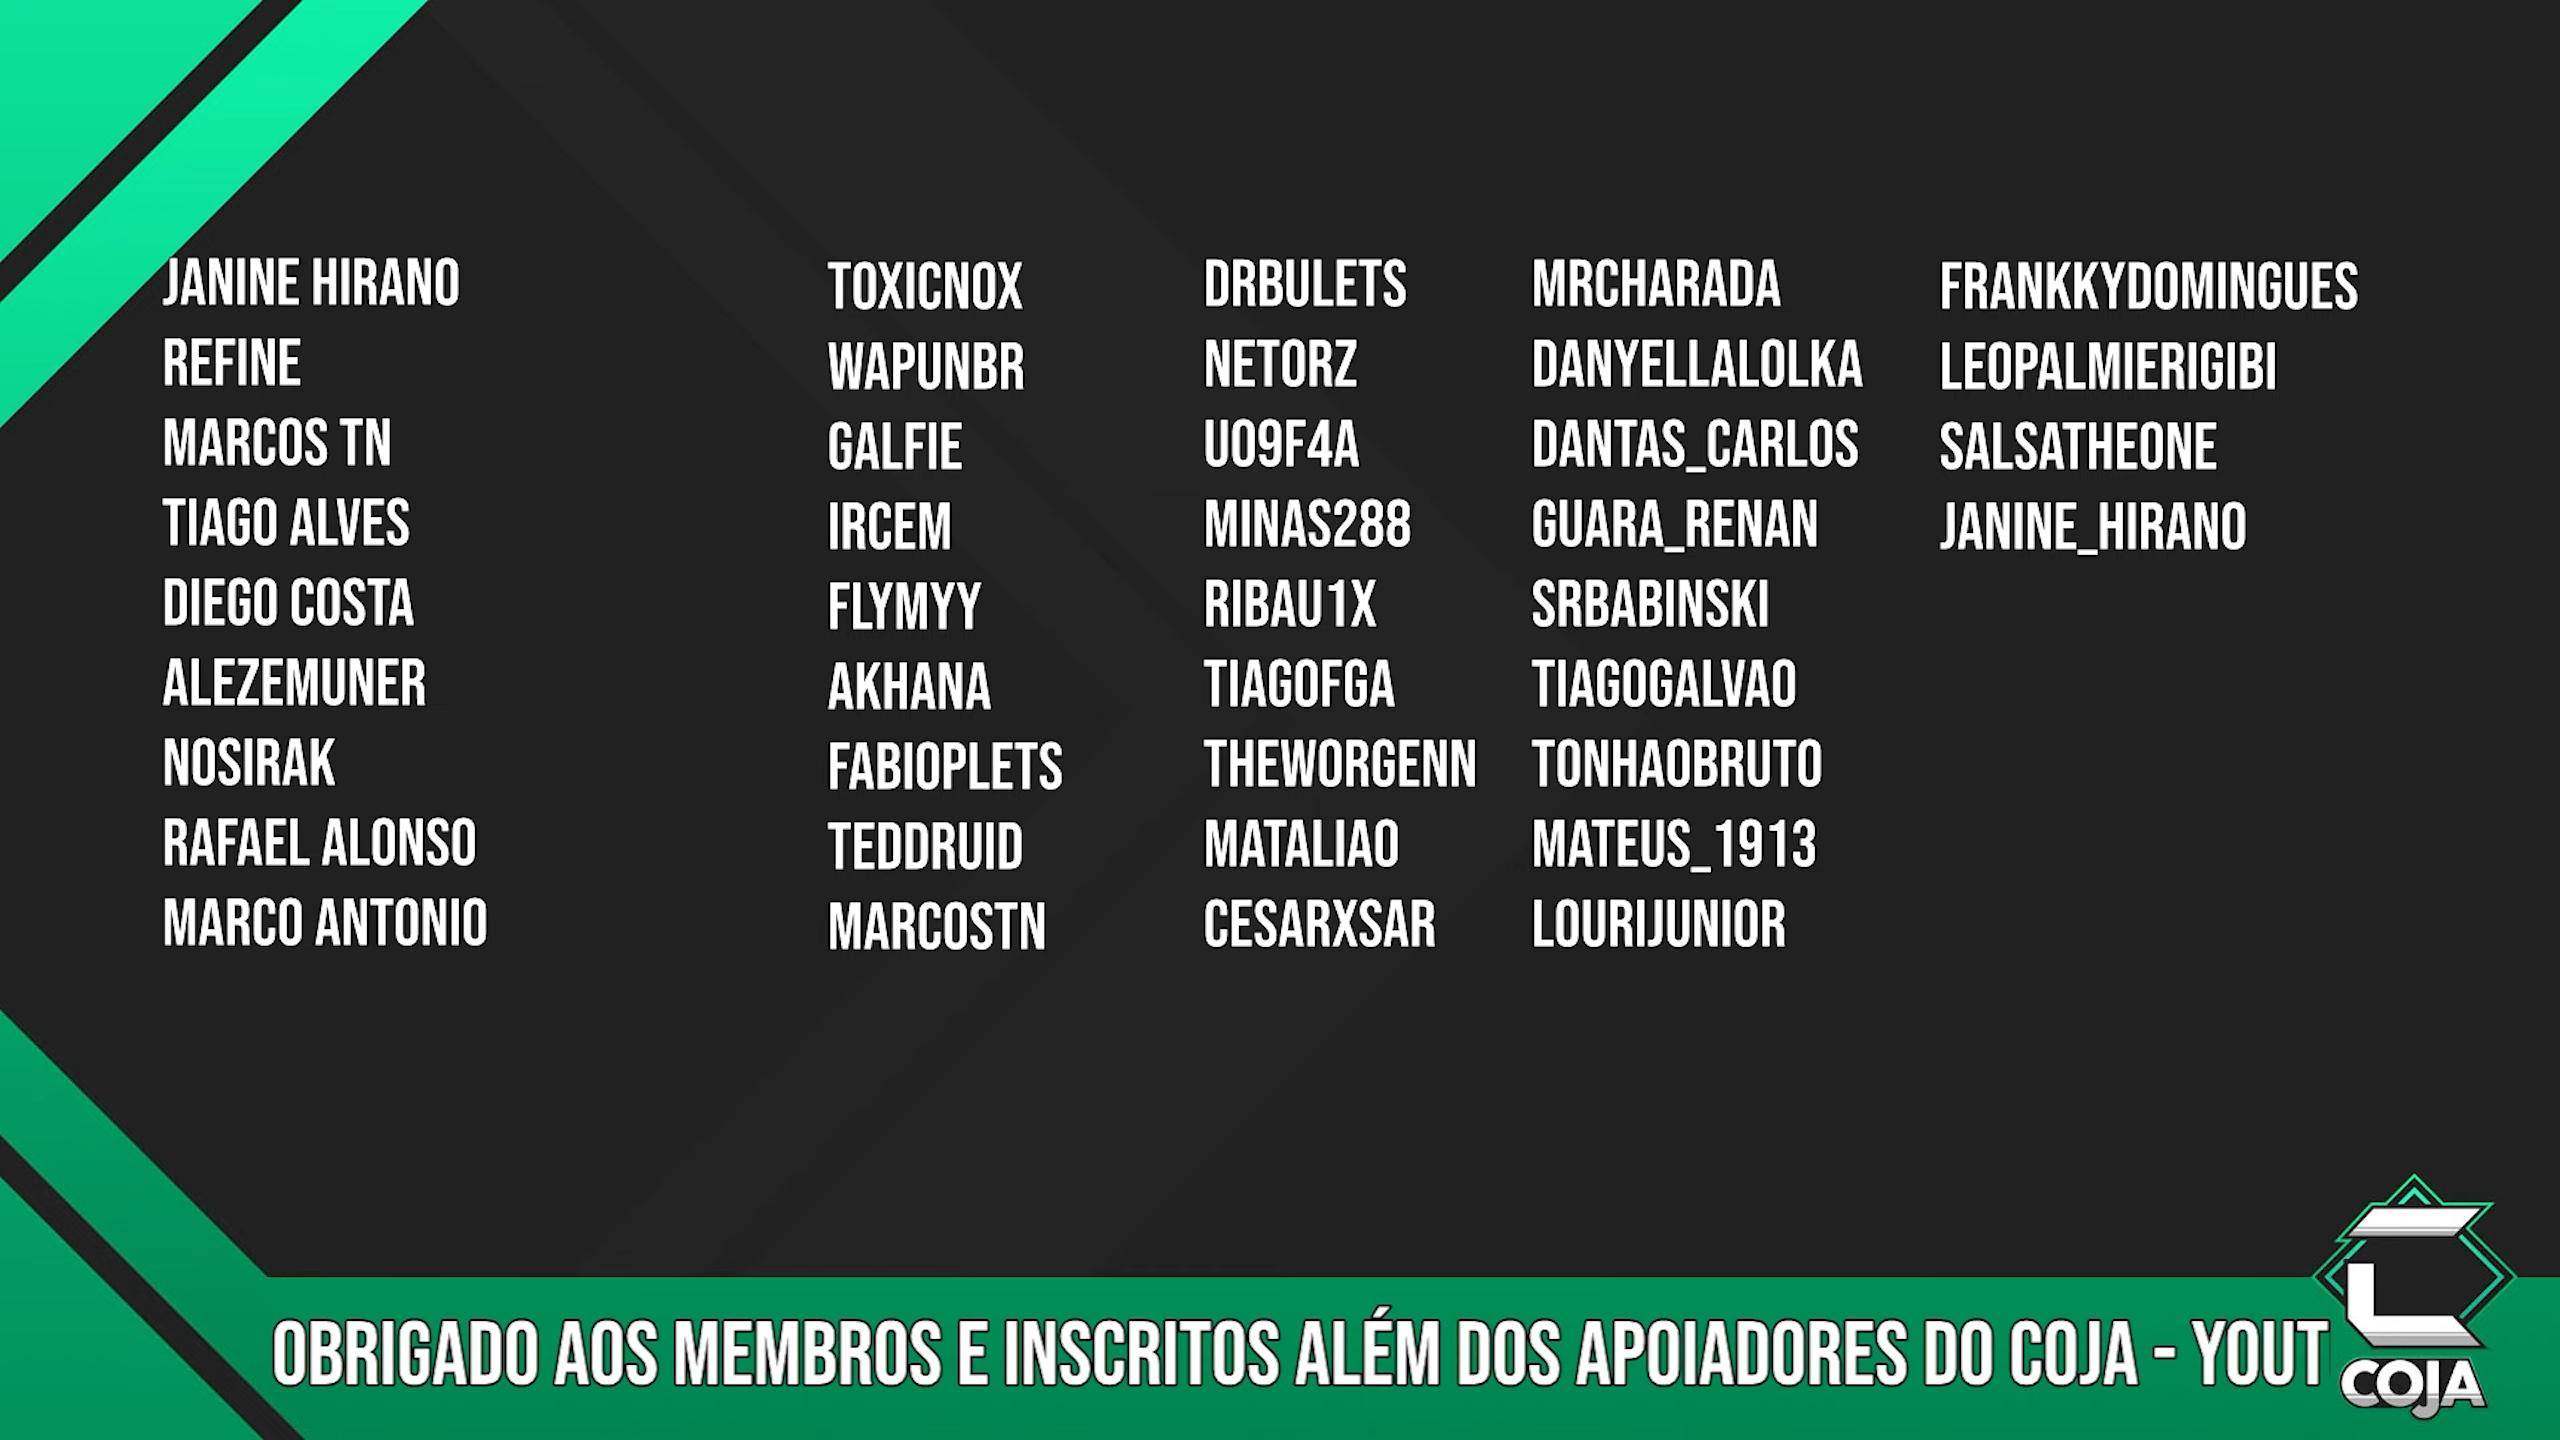 JANINE HIRANO
REFINE
MARCOS TN
TIAGO ALVES
DIEGO COSTA
ALEZEMUNER
NOSIRAK
RAFAEL ALONSO
MARCO ANTONIO
TOXICNOX
WAPUNBR
GALFIE
IRCEM
FLYMYY
AKHANA
FABIOPLETS
TEDDRUID
MARCOSTN
DRBULETS
NETORZ
UO9F4A
MINAS288
RIBAU1X
TIAGOFGA
THEWORGENN
MATALIAO
CESARXSAR
MRCHARADA
DANYELLALOLKA
DANTAS_CARLOS
GUARA_RENAN
SRBABINSKI
TIAGOGALVAO
TONHAOBRUTO
MATEUS_1913
LOURIJUNIOR
FRANKKYDOMINGUES
LEOPALMIERIGIBI
SALSATHEONE
JANINE_HIRANO
OBRIGADO AOS MEMBROS E INSCRITOS ALÉM DOS APOIADORES DO COJA - YOUT
COJA